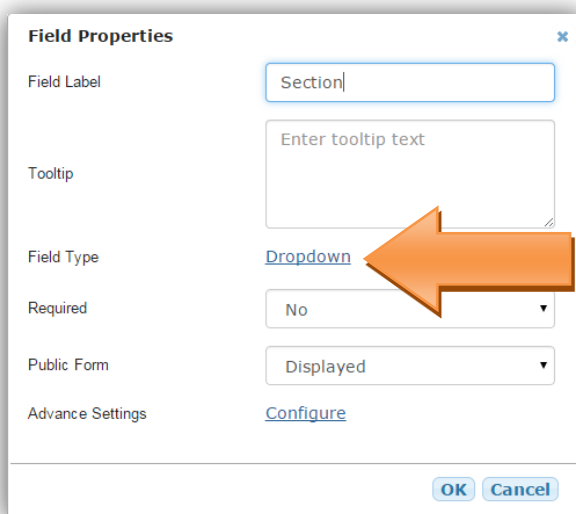 Field Properties ×
Field Label Section
Tooltip Enter tooltip text
Field Type Dropdown
Required No
Public Form Displayed
Advance Settings Configure
OK Cancel